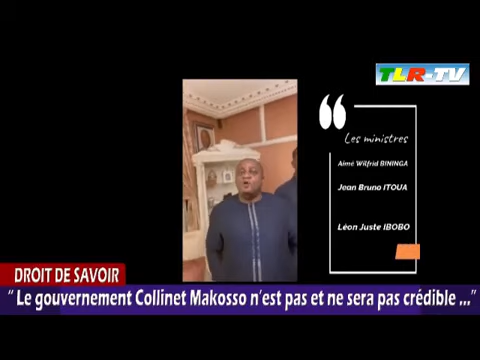 TLR-TV
Les ministres
Aimé Wilfrid BININGA
Jean Bruno ITOUA
Léon Juste IBOBO
DROIT DE SAVOIR
“ Le gouvernement Collinet Makosso n’est pas et ne sera pas crédible ...”